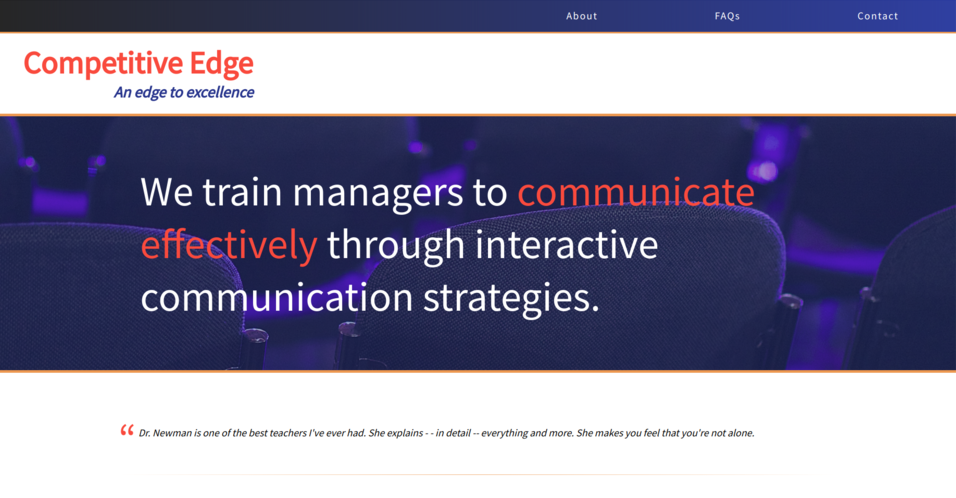 About FAQs Contact
Competitive Edge
An edge to excellence
We train managers to communicate
effectively through interactive
communication strategies.
“ Dr. Newman is one of the best teachers I've ever had. She explains - - in detail -- everything and more. She makes you feel that you're not alone.